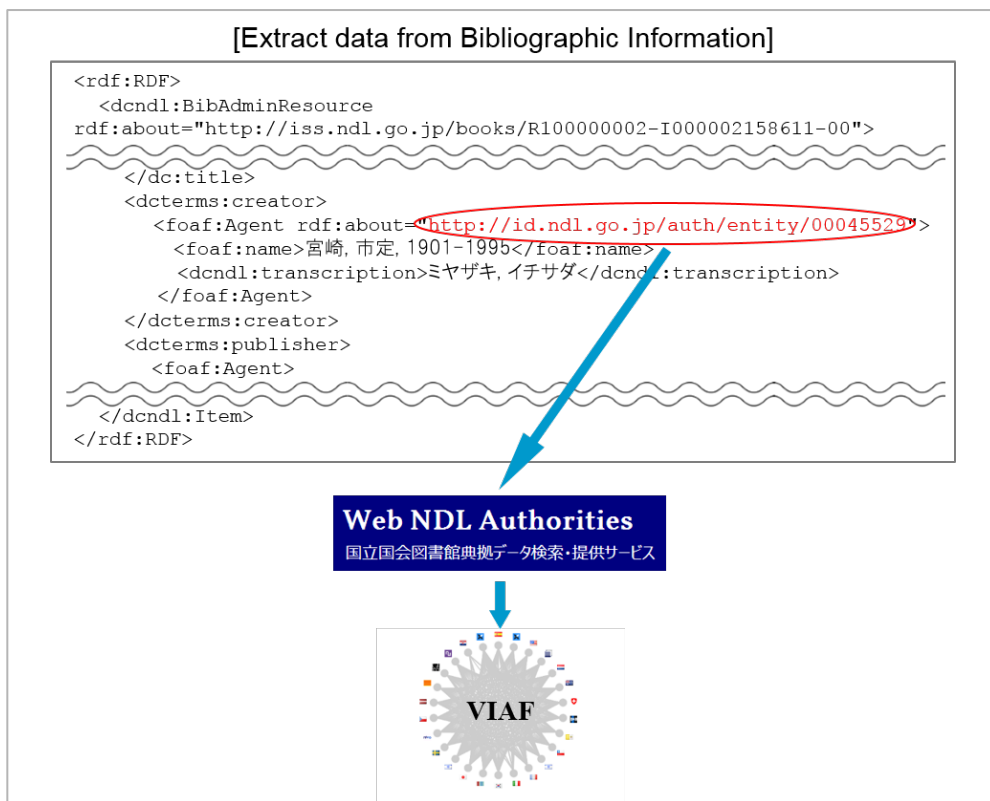 [Extract data from Bibliographic Information]
<rdf:RDF>
<dcndl:BibAdminResource
rdf:about="http://iss.ndl.go.jp/books/R100000002-I000002158611-00">
</dc:title>
<dcterms:creator>
<foaf:Agent rdf:about="http://id.ndl.go.jp/auth/entity/00045529">
<foaf:name>宮崎, 市定, 1901-1995</foaf:name>
<dcndl:transcription>ミヤザキ, イチサダ</dcndl:transcription>
</foaf:Agent>
</dcterms:creator>
<dcterms:publisher>
<foaf:Agent>
</dcndl:Item>
</rdf:RDF>
Web NDL Authorities
国立国会図書館典拠データ検索・提供サービス
VIAF